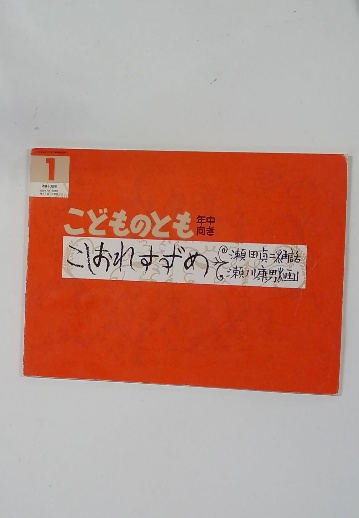 1
こどものとも
年中
向き
こしおれすずめ
瀬田貞二再話
瀬川康男画